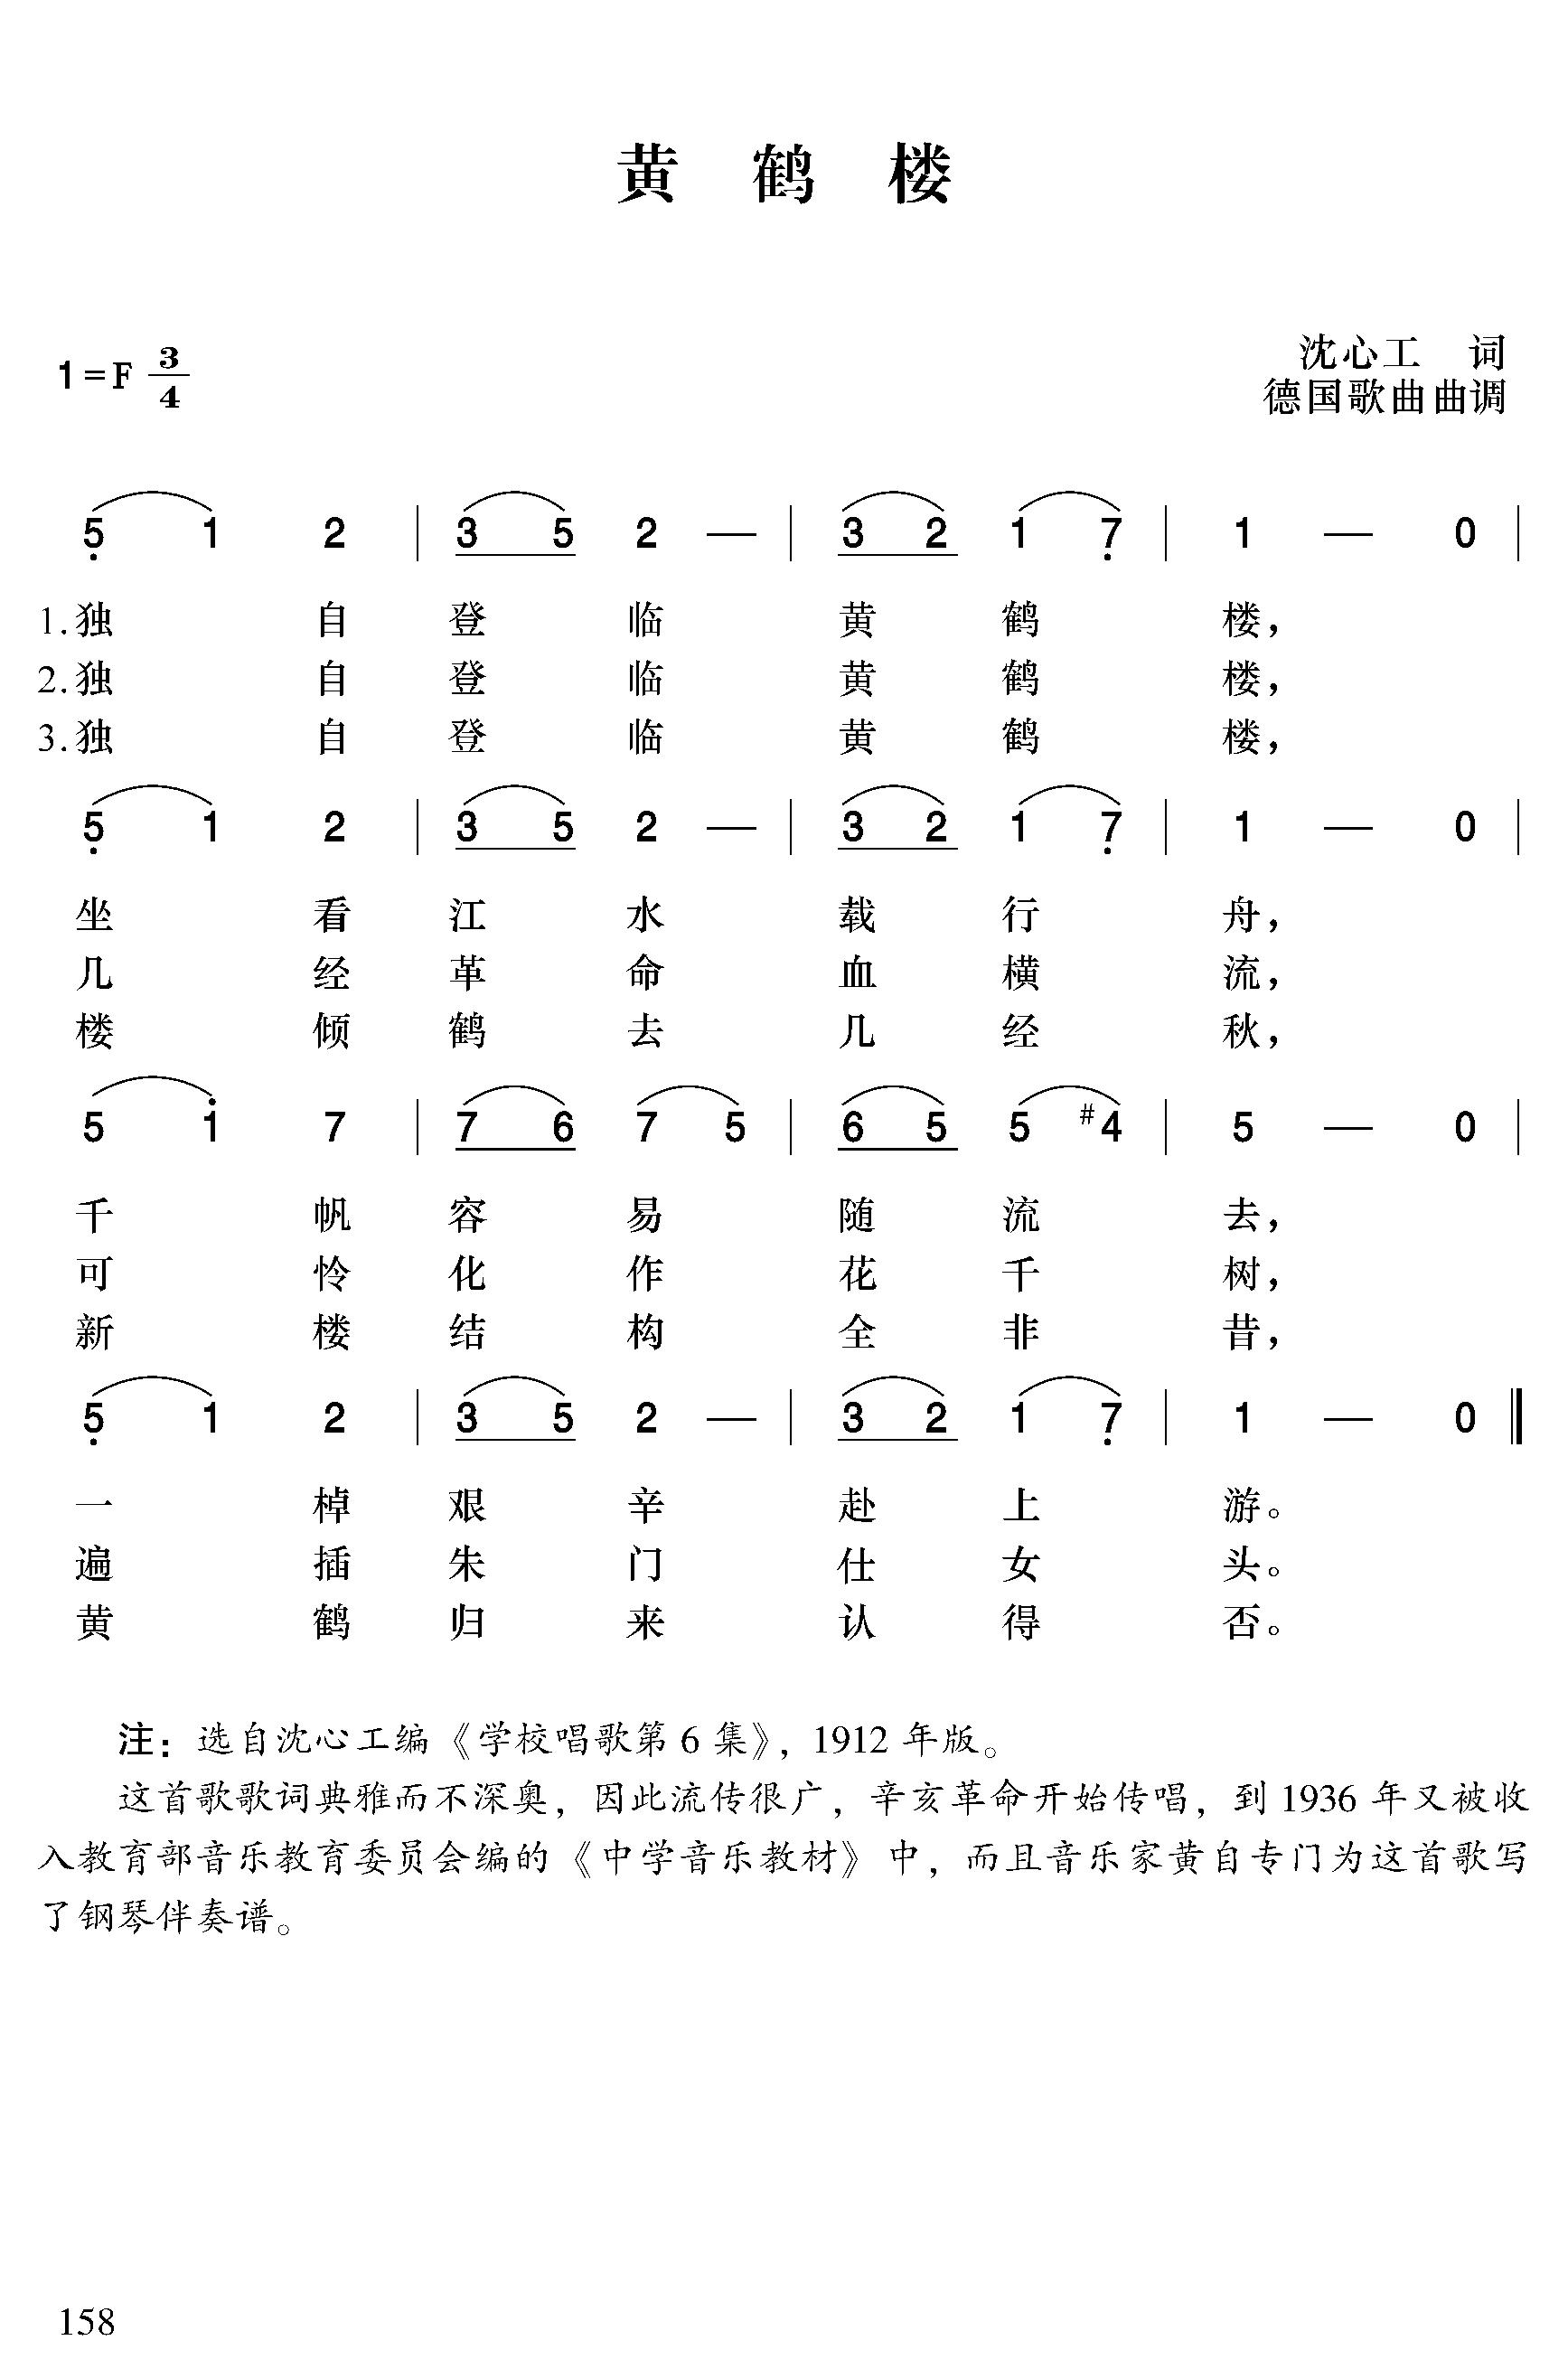 黄鹤楼
沈心工 词
1=F 3/4
德国歌曲曲调
5 1 2 | 3 5 2 — | 3 2 1 7 | 1 — 0 |
1.独自登临黄鹤楼，
2.独自登临黄鹤楼，
3.独自登临黄鹤楼，
5 1 2 | 3 5 2 — | 3 2 1 7 | 1 — 0 |
坐看江水载行舟，
几经革命血横流，
楼倾鹤去几经秋，
5 1 7 | 7 6 7 5 | 6 5 5 #4 | 5 — 0 |
千帆容易随流去，
可怜化作花千树，
新楼结构全非昔，
5 1 2 | 3 5 2 — | 3 2 1 7 | 1 — 0 ‖
一棹艰辛赴上游。
遍插朱门仕女头。
黄鹤归来认得否。
注：选自沈心工编《学校唱歌第6集》，1912年版。
这首歌歌词典雅而不深奥，因此流传很广，辛亥革命开始传唱，到1936年又被收
入教育部音乐教育委员会编的《中学音乐教材》中，而且音乐家黄自专门为这首歌写
了钢琴伴奏谱。
158